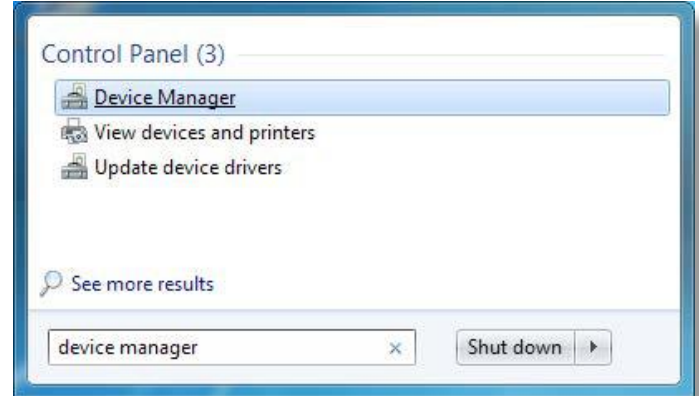 Control Panel (3)
Device Manager
View devices and printers
Update device drivers
See more results
device manager
Shut down